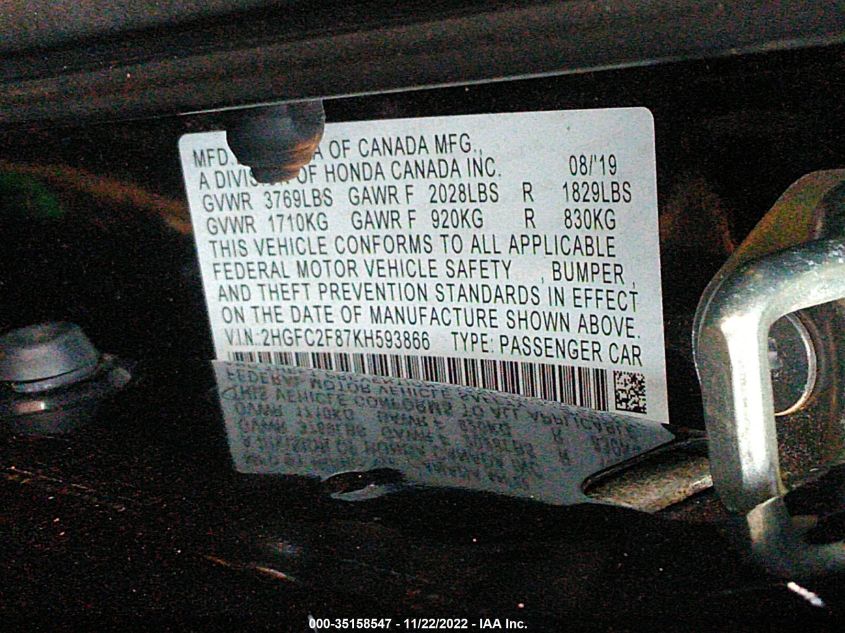 MFD. A OF CANADA MFG.,
A DIVISION OF HONDA CANADA INC. 08/'19
GVWR 3769LBS GAWR F 2028LBS R 1829LBS
GVWR 1710KG GAWR F 920KG R 830KG
THIS VEHICLE CONFORMS TO ALL APPLICABLE
FEDERAL MOTOR VEHICLE SAFETY , BUMPER ,
AND THEFT PREVENTION STANDARDS IN EFFECT
ON THE DATE OF MANUFACTURE SHOWN ABOVE.
V.I.N.:2HGFC2F87KH593866 TYPE: PASSENGER CAR
000-35158547 - 11/22/2022 - IAA Inc.